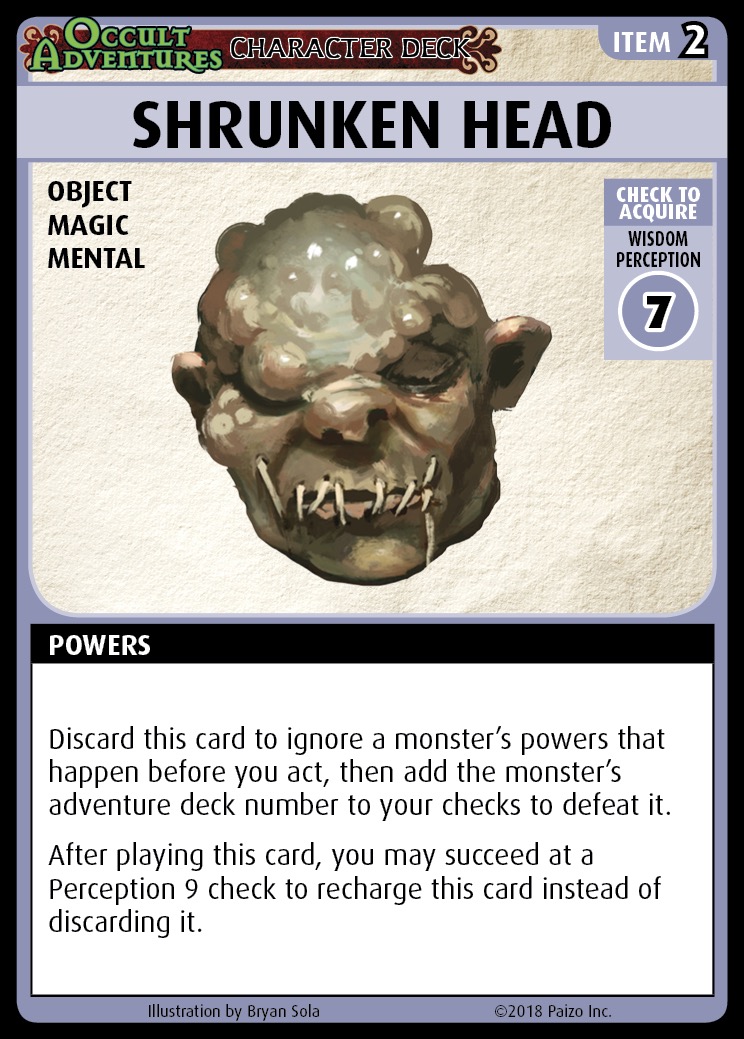 OCCULT
ADVENTURES
CHARACTER DECK
ITEM 2
SHRUNKEN HEAD
OBJECT
MAGIC
MENTAL
CHECK TO
ACQUIRE
WISDOM
PERCEPTION
7
POWERS
Discard this card to ignore a monster’s powers that
happen before you act, then add the monster’s
adventure deck number to your checks to defeat it.
After playing this card, you may succeed at a
Perception 9 check to recharge this card instead of
discarding it.
Illustration by Bryan Sola
©2018 Paizo Inc.